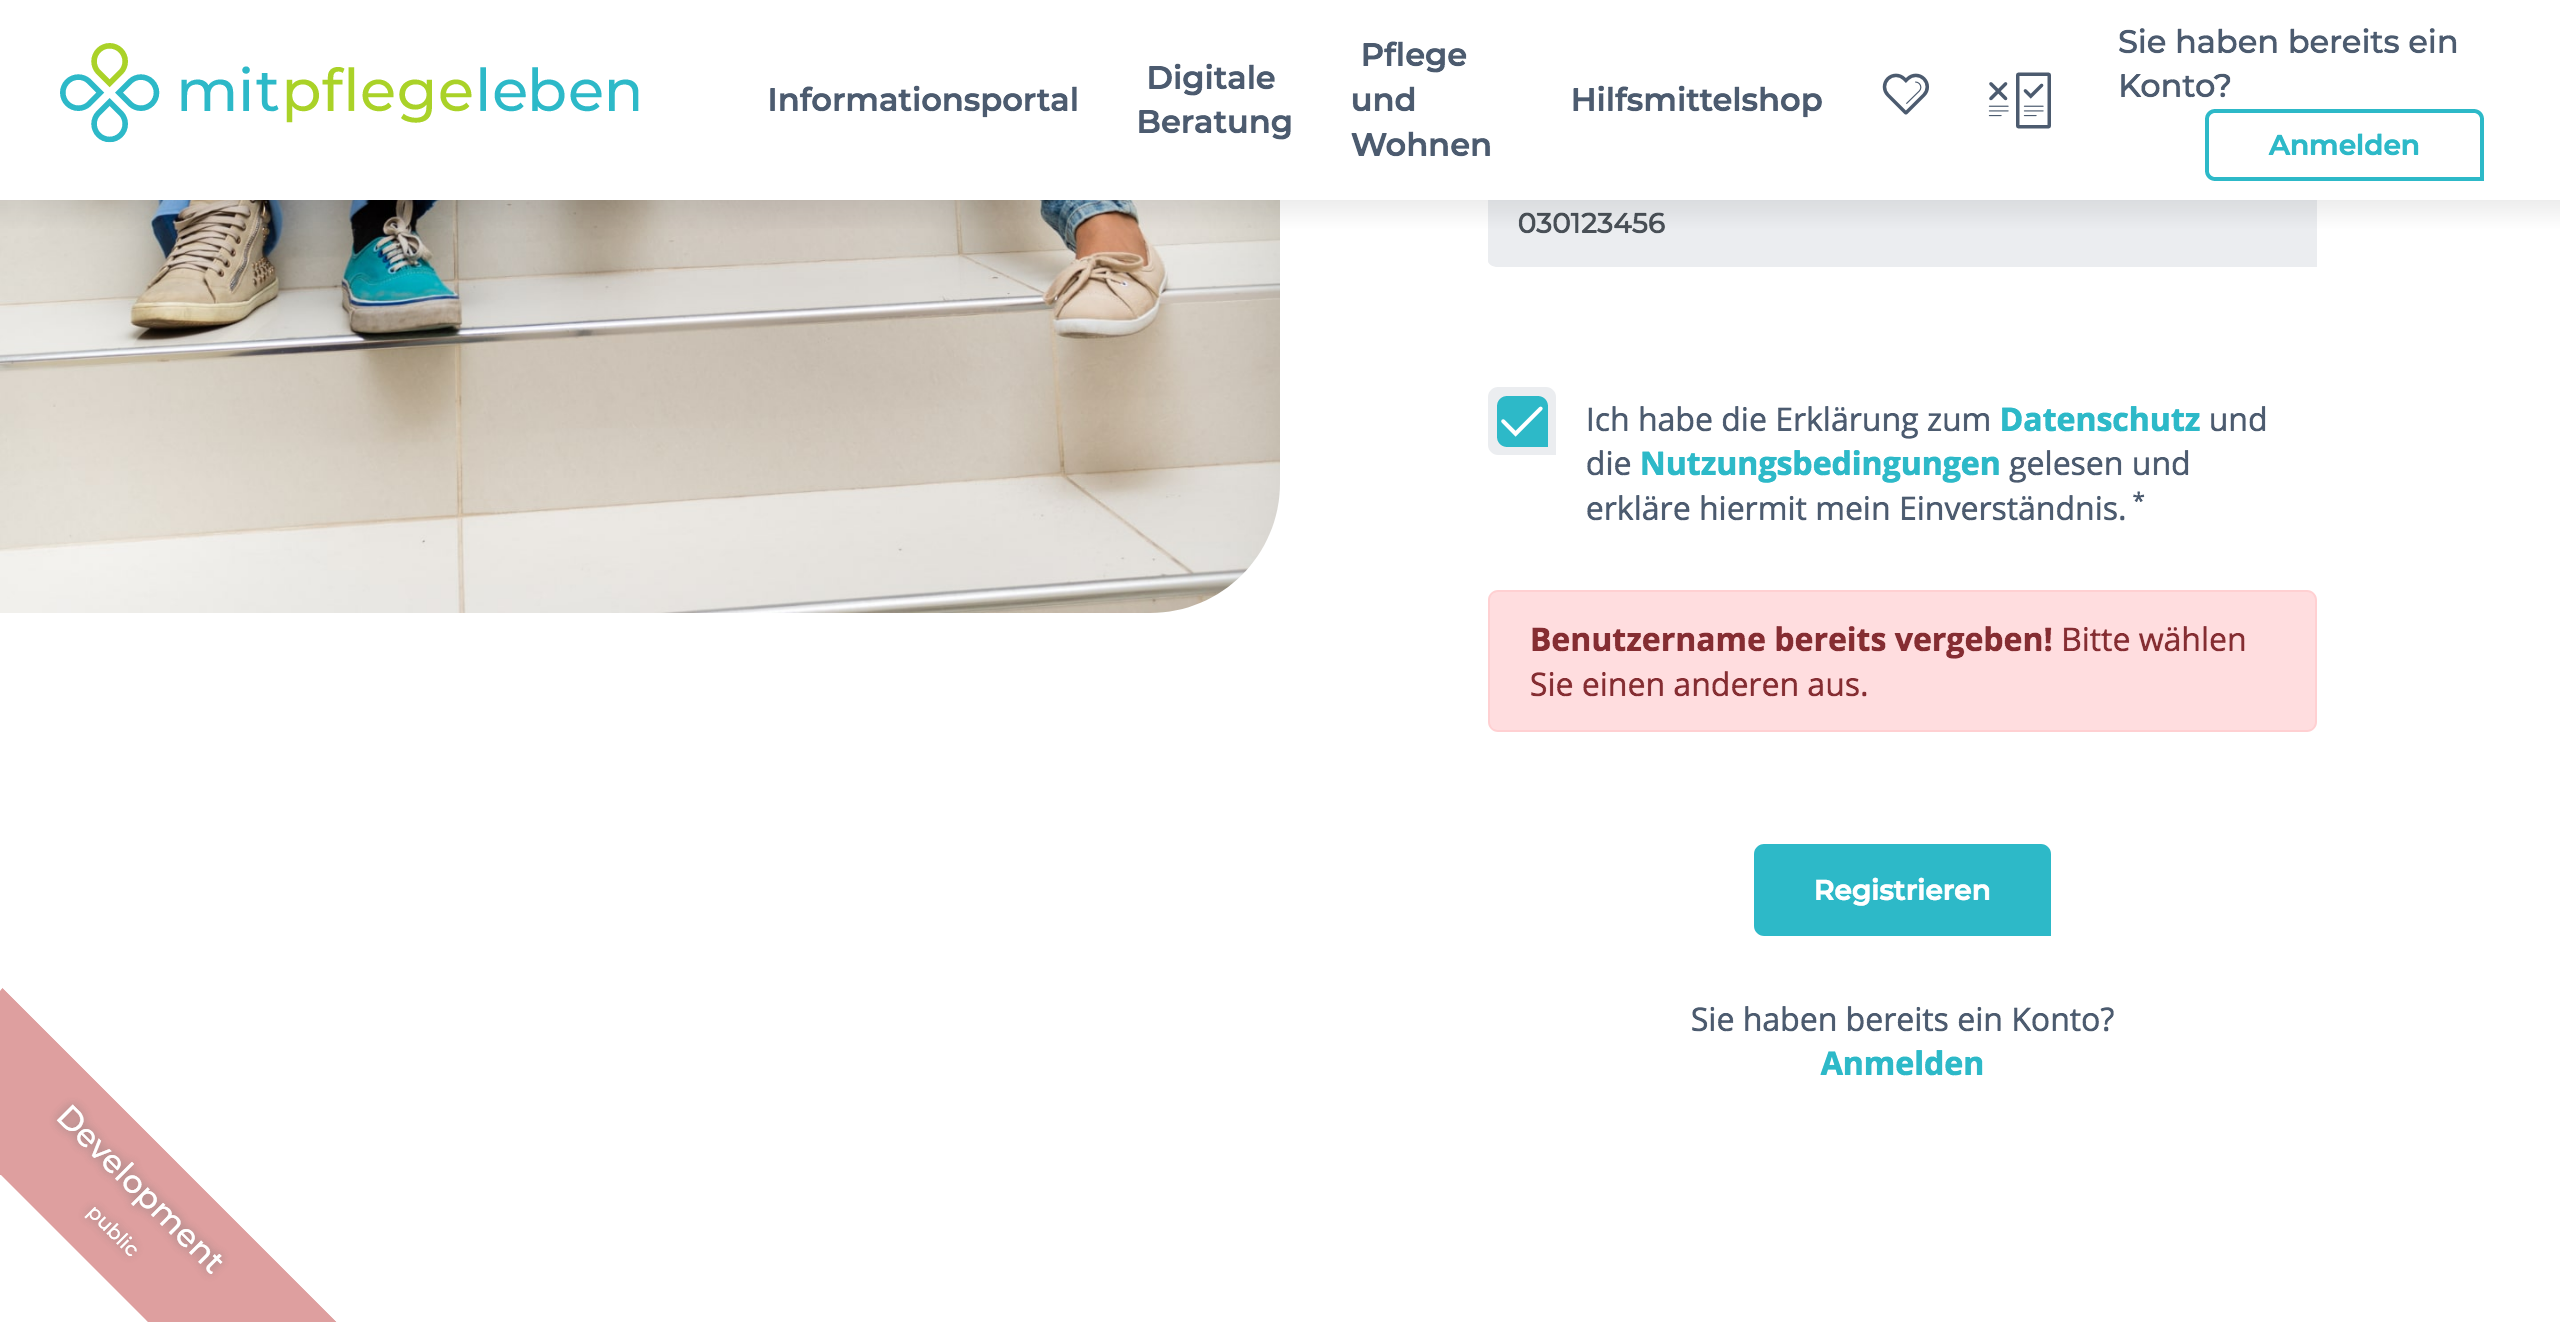 mitpflegeleben
Informationsportal
Digitale
Beratung
Pflege
und
Wohnen
Hilfsmittelshop
Sie haben bereits ein
Konto?
Anmelden
030123456
Ich habe die Erklärung zum Datenschutz und
die Nutzungsbedingungen gelesen und
erkläre hiermit mein Einverständnis. *
Benutzername bereits vergeben! Bitte wählen
Sie einen anderen aus.
Registrieren
Sie haben bereits ein Konto?
Anmelden
Development
public